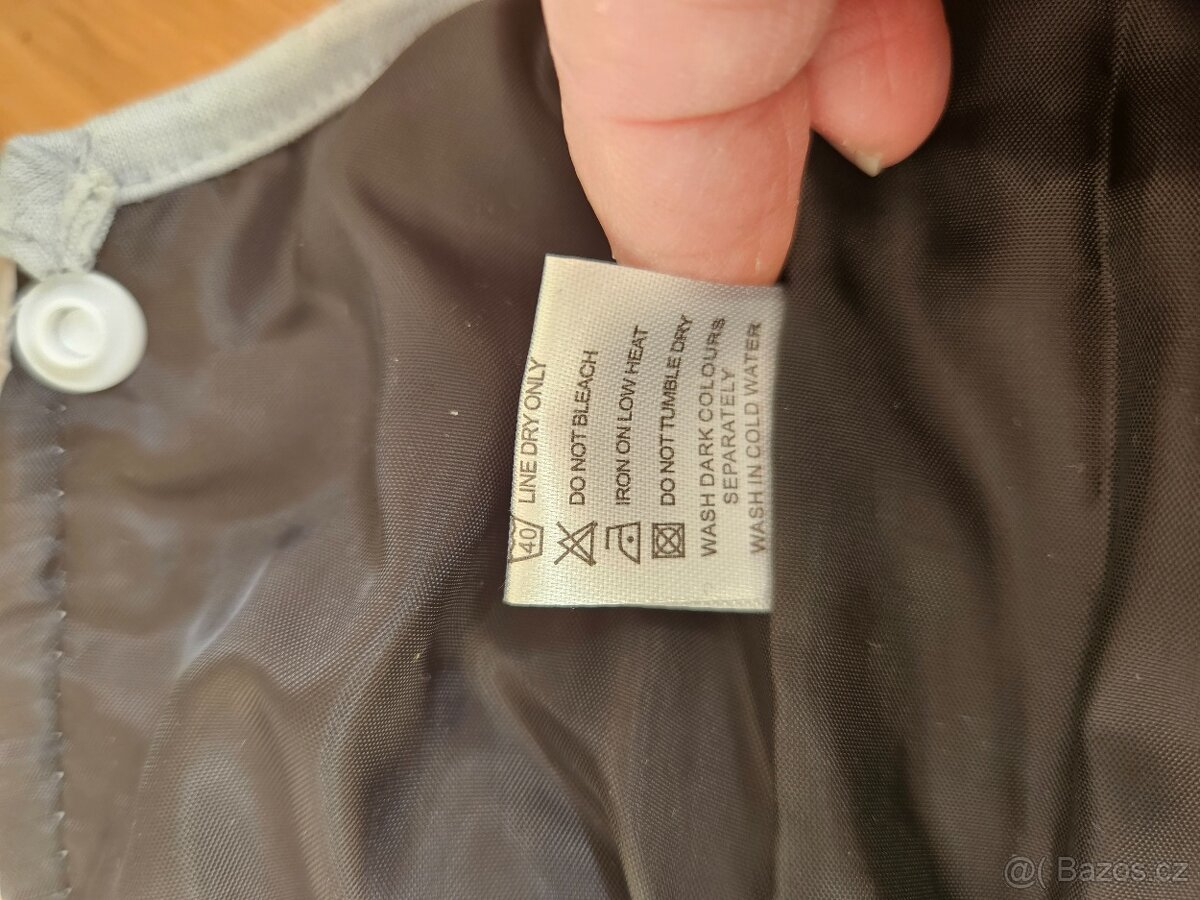 40 LINE DRY ONLY
DO NOT BLEACH
IRON ON LOW HEAT
DO NOT TUMBLE DRY
WASH DARK COLOURS
SEPARATELY
WASH IN COLD WATER
@( Bazos.cz